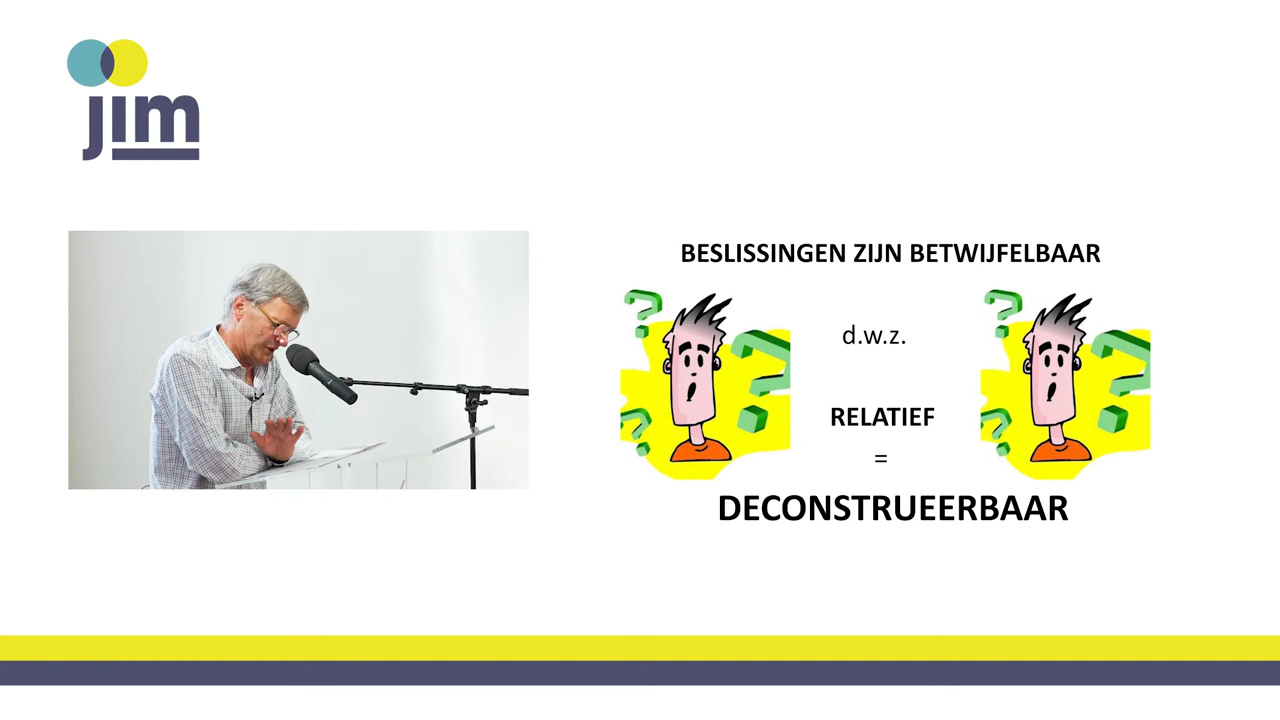 jim
BESLISSINGEN ZIJN BETWIJFELBAAR
d.w.z.
RELATIEF
=
DECONSTRUEERBAAR